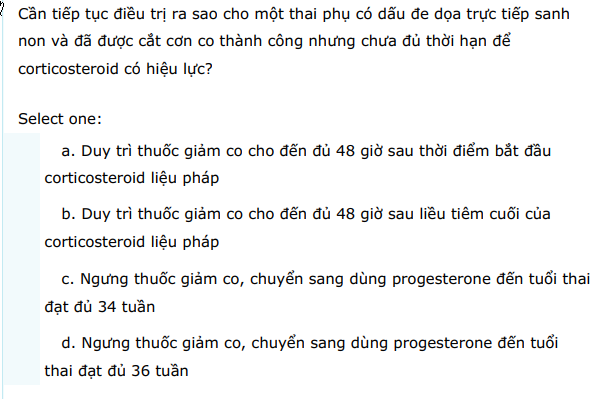 Cần tiếp tục điều trị ra sao cho một thai phụ có dấu đe dọa trực tiếp sanh
non và đã được cắt cơn co thành công nhưng chưa đủ thời hạn để
corticosteroid có hiệu lực?
Select one:
a. Duy trì thuốc giảm co cho đến đủ 48 giờ sau thời điểm bắt đầu
corticosteroid liệu pháp
b. Duy trì thuốc giảm co cho đến đủ 48 giờ sau liều tiêm cuối của
corticosteroid liệu pháp
c. Ngưng thuốc giảm co, chuyển sang dùng progesterone đến tuổi thai
đạt đủ 34 tuần
d. Ngưng thuốc giảm co, chuyển sang dùng progesterone đến tuổi
thai đạt đủ 36 tuần